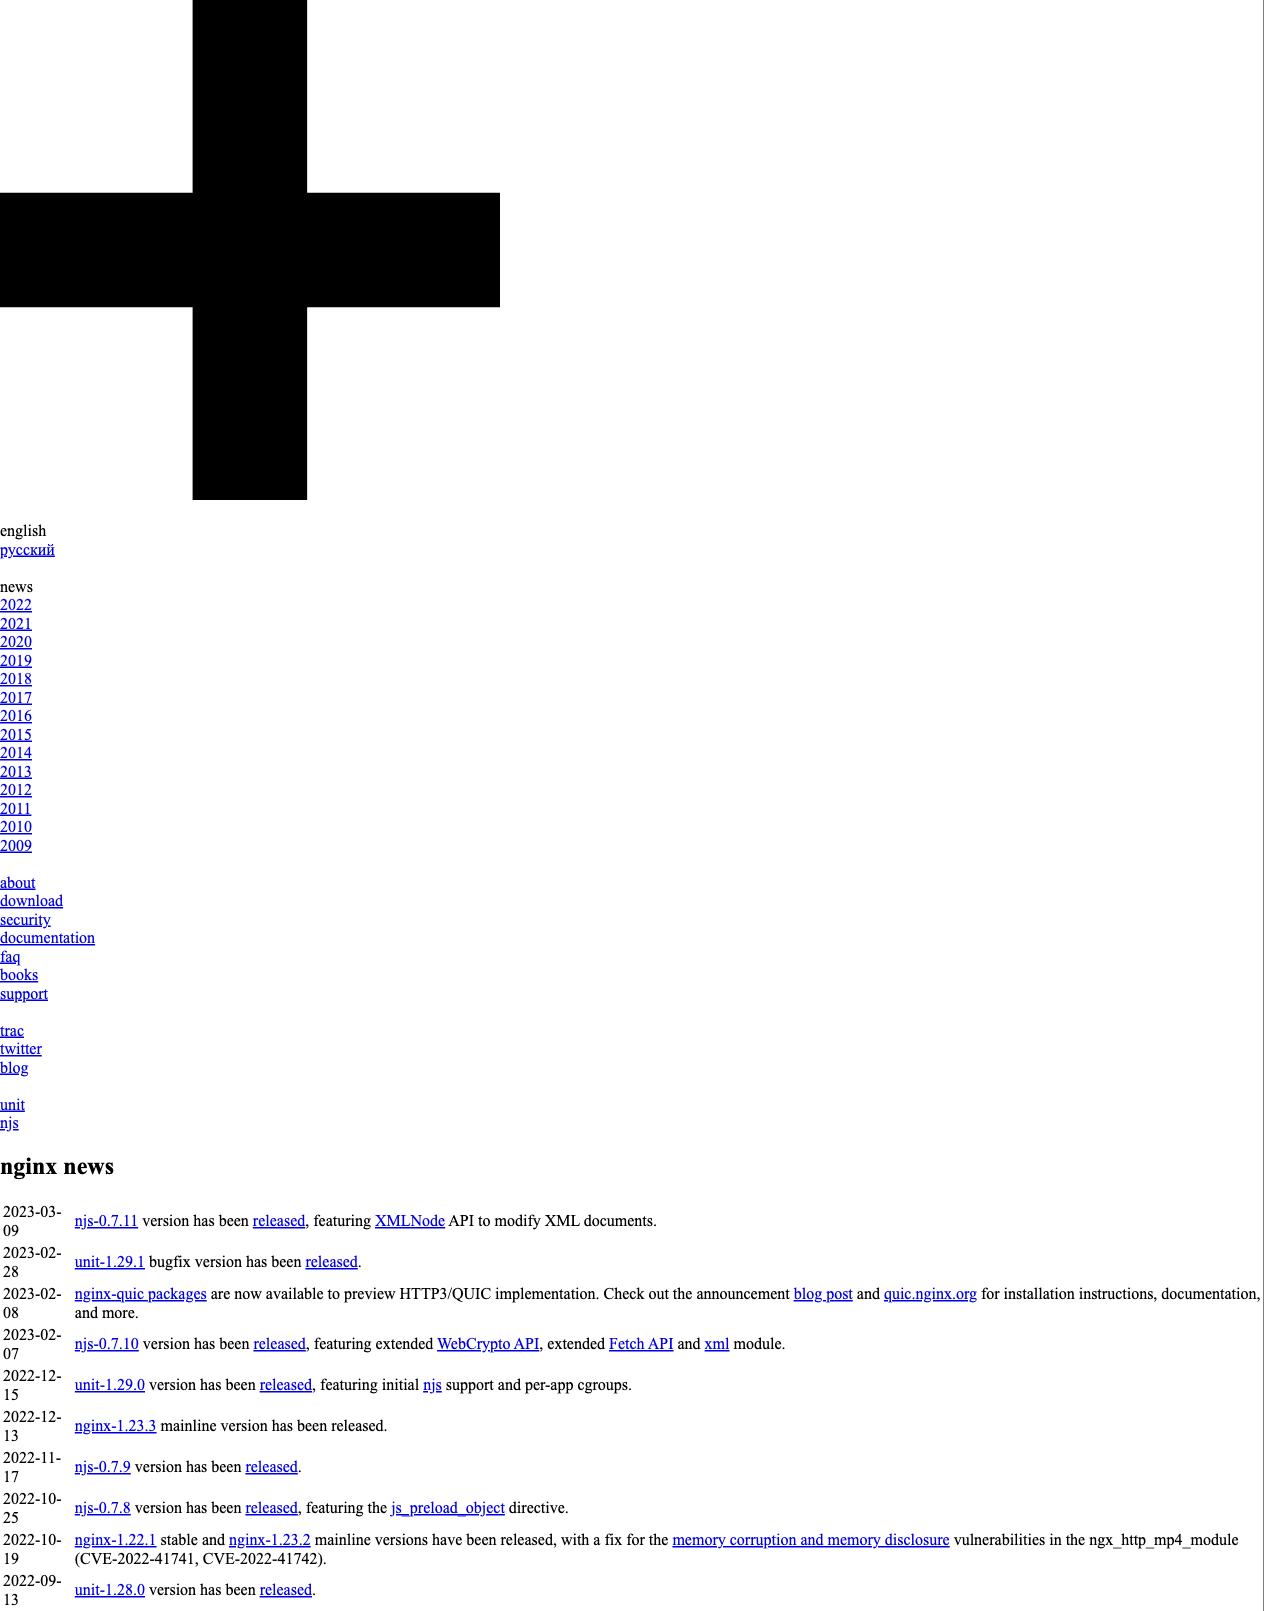 english
русский
news
2022
2021
2020
2019
2018
2017
2016
2015
2014
2013
2012
2011
2010
2009
about
download
security
documentation
faq
books
support
trac
twitter
blog
unit
njs
nginx news
2023-03-
09
njs-0.7.11 version has been released, featuring XMLNode API to modify XML documents.
2023-02-
28
unit-1.29.1 bugfix version has been released.
2023-02-
08
nginx-quic packages are now available to preview HTTP3/QUIC implementation. Check out the announcement blog post and quic.nginx.org for installation instructions, documentation,
and more.
2023-02-
07
njs-0.7.10 version has been released, featuring extended WebCrypto API, extended Fetch API and xml module.
2022-12-
15
unit-1.29.0 version has been released, featuring initial njs support and per-app cgroups.
2022-12-
13
nginx-1.23.3 mainline version has been released.
2022-11-
17
njs-0.7.9 version has been released.
2022-10-
25
njs-0.7.8 version has been released, featuring the js_preload_object directive.
2022-10-
19
nginx-1.22.1 stable and nginx-1.23.2 mainline versions have been released, with a fix for the memory corruption and memory disclosure vulnerabilities in the ngx_http_mp4_module
(CVE-2022-41741, CVE-2022-41742).
2022-09-
13
unit-1.28.0 version has been released.